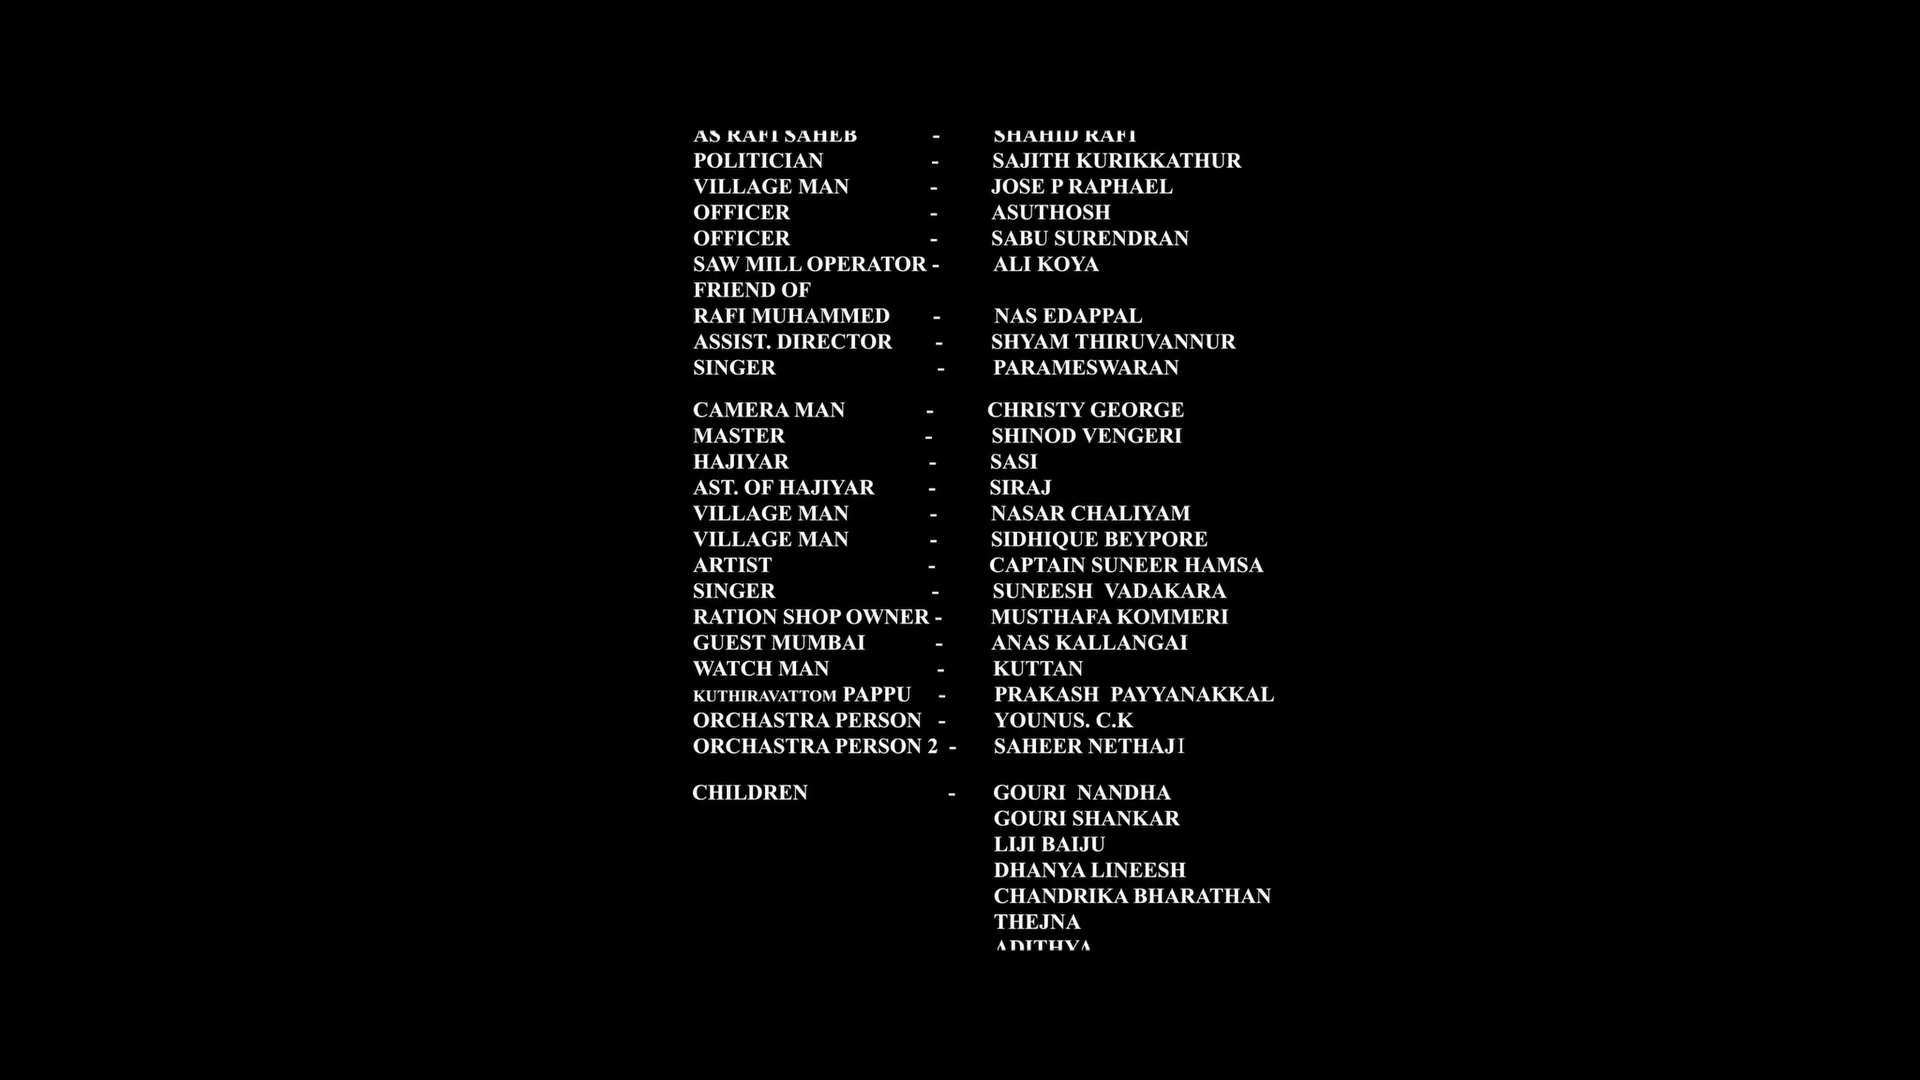 AS RAFI SAHEB - SHAHID RAFI
POLITICIAN - SAJITH KURIKKATHUR
VILLAGE MAN - JOSE P RAPHAEL
OFFICER - ASUTHOSH
OFFICER - SABU SURENDRAN
SAW MILL OPERATOR - ALI KOYA
FRIEND OF
RAFI MUHAMMED - NAS EDAPPAL
ASSIST. DIRECTOR - SHYAM THIRUVANNUR
SINGER - PARAMESWARAN
CAMERA MAN - CHRISTY GEORGE
MASTER - SHINOD VENGERI
HAJIYAR - SASI
AST. OF HAJIYAR - SIRAJ
VILLAGE MAN - NASAR CHALIYAM
VILLAGE MAN - SIDHIQUE BEYPORE
ARTIST - CAPTAIN SUNEER HAMSA
SINGER - SUNEESH VADAKARA
RATION SHOP OWNER - MUSTHAFA KOMMERI
GUEST MUMBAI - ANAS KALLANGAI
WATCH MAN - KUTTAN
KUTHIRAVATTOM PAPPU - PRAKASH PAYYANAKKAL
ORCHASTRA PERSON - YOUNUS. C.K
ORCHASTRA PERSON 2 - SAHEER NETHAJI
CHILDREN - GOURI NANDHA
GOURI SHANKAR
LIJI BAIJU
DHANYA LINEESH
CHANDRIKA BHARATHAN
THEJNA
ADITHYA